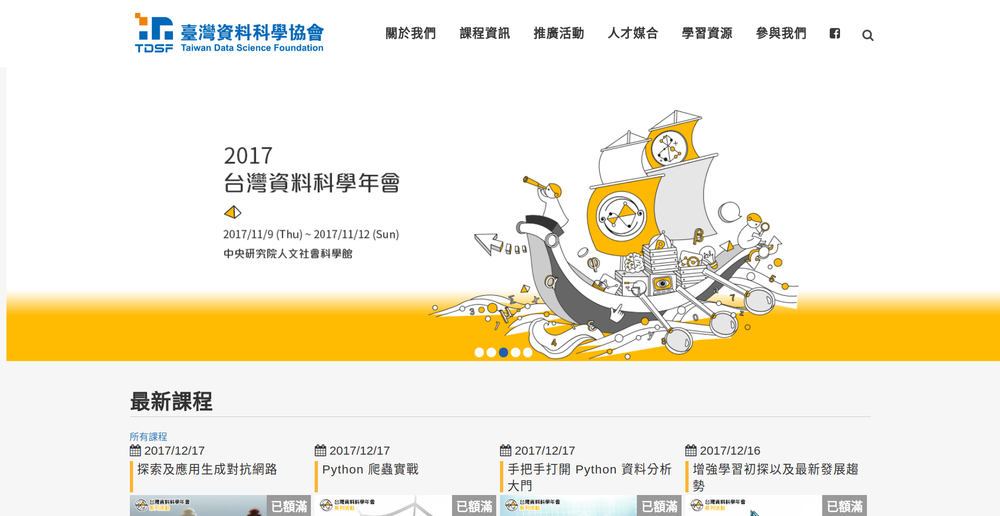 臺灣資料科學協會
TDSF
Taiwan Data Science Foundation
關於我們 課程資訊 推廣活動 人才媒合 學習資源 參與我們
2017
台灣資料科學年會
2017/11/9 (Thu) ~ 2017/11/12 (Sun)
中央研究院人文社會科學館
最新課程
所有課程
2017/12/17
探索及應用生成對抗網路
台灣資料科學年會
系列活動
已額滿
2017/12/17
Python 爬蟲實戰
台灣資料科學年會
系列活動
已額滿
2017/12/17
手把手打開 Python 資料分析
大門
台灣資料科學年會
系列活動
已額滿
2017/12/16
增強學習初探以及最新發展趨
勢
台灣資料科學年會
系列活動
已額滿